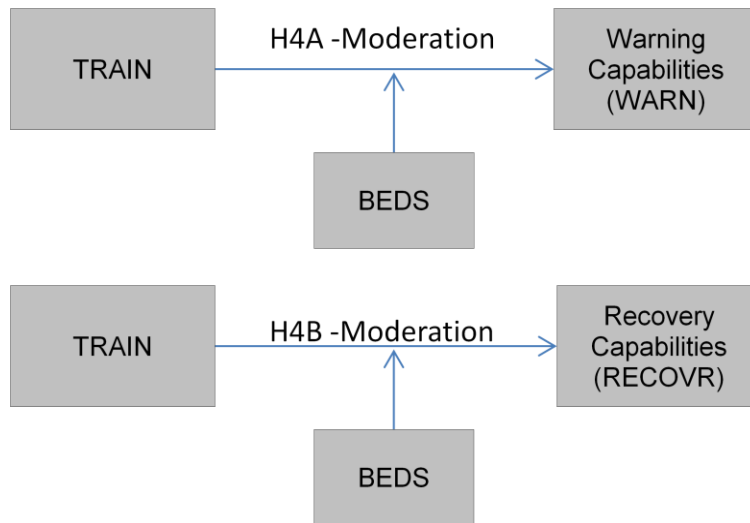 H4A -Moderation
TRAIN
Warning
Capabilities
(WARN)
BEDS
H4B -Moderation
TRAIN
Recovery
Capabilities
(RECOVR)
BEDS